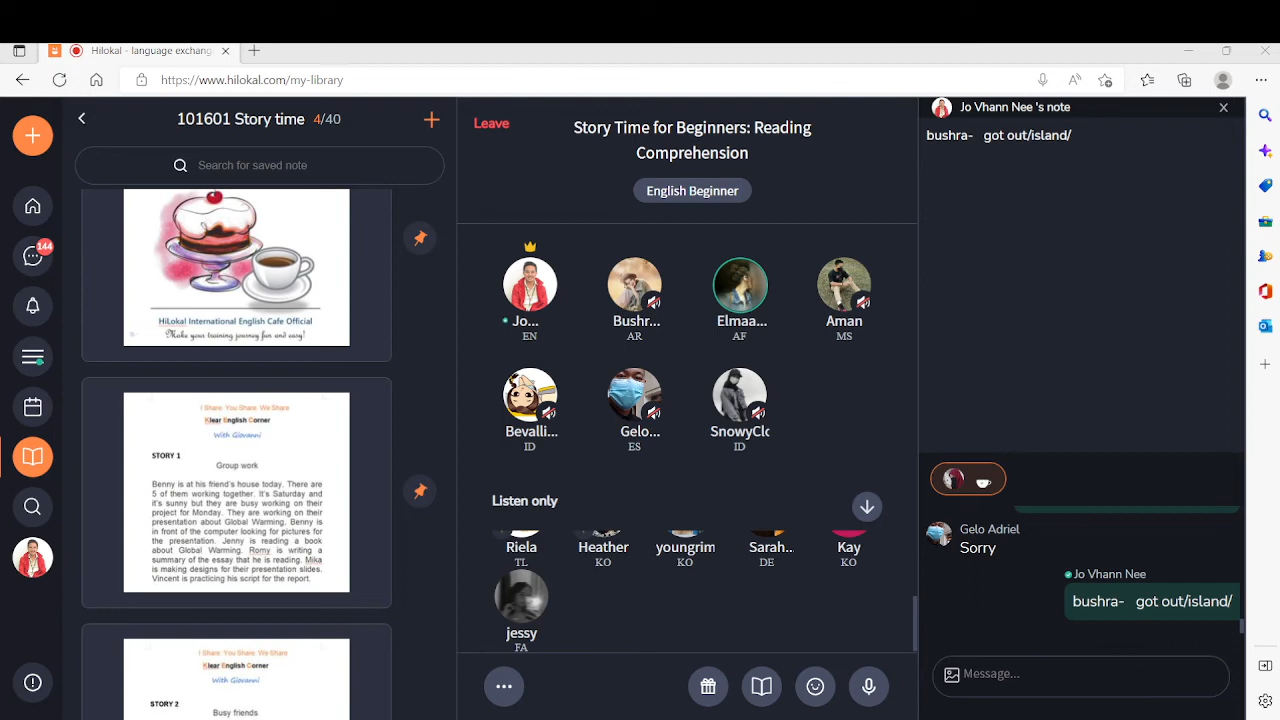 Hilokal - language exchang
https://www.hilokal.com/my-library
101601 Story time 4/40
Search for saved note
HiLokal International English Cafe Official
Make your training journey fun and easy!
I Share. You Share. We Share
Klear English Corner
With Giovanni
STORY 1
Group work
Benny is at his friend's house today. There are
5 of them working together. It's Saturday and
it's sunny but they are busy working on their
project for Monday. They are working on their
presentation about Global Warming. Benny is
in front of the computer looking for pictures for
the presentation. Jenny is reading a book
about Global Warming. Romy is writing a
summary of the essay that he is reading. Mika
is making designs for their presentation slides.
Vincent is practicing his script for the report.
I Share. You Share. We Share
Klear English Corner
With Giovanni
STORY 2
Busy friends
144
Leave
Story Time for Beginners: Reading
Comprehension
English Beginner
Jo... Bushr... Elmaa... Aman
EN AR AF MS
Bevalli... Gelo... SnowyClo
ID ES ID
Listen only
Riela Heather youngrim Sarah... Kay
TL KO KO DE KO
jessy
FA
Jo Vhann Nee 's note
bushra- got out/island/
Gelo Adriel
Sorry
Jo Vhann Nee
bushra- got out/island/
Message...